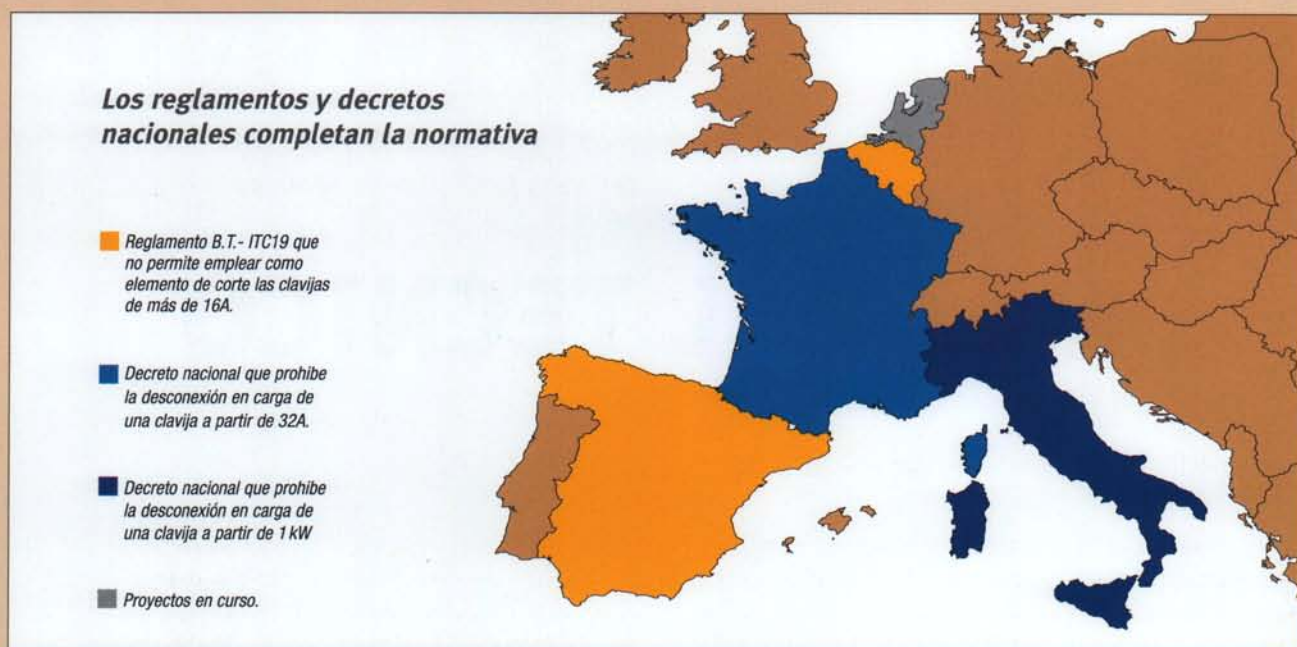 Los reglamentos y decretos
nacionales completan la normativa
Reglamento B.T.- ITC19 que
no permite emplear como
elemento de corte las clavijas
de más de 16A.
Decreto nacional que prohibe
la desconexión en carga de
una clavija a partir de 32A.
Decreto nacional que prohibe
la desconexión en carga de
una clavija a partir de 1 kW
Proyectos en curso.